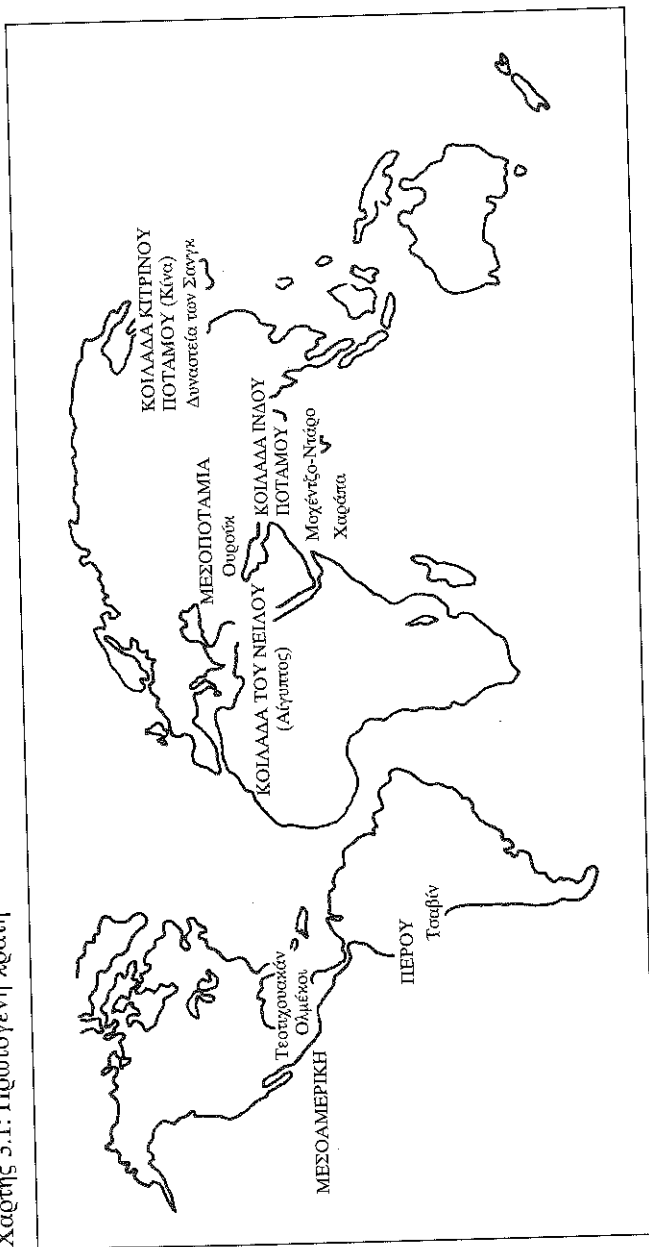 Χάρτης 3.1: Πρωτογενή κράτη
ΜΕΣΟΑΜΕΡΙΚΗ
Τεοτιχουακάν
Ολμέκοι
ΠΕΡΟΥ
Τσαβίν
ΚΟΙΛΑΔΑ ΤΟΥ ΝΕΙΛΟΥ
(Αίγυπτος)
ΜΕΣΟΠΟΤΑΜΙΑ
Ουρούκ
ΚΟΙΛΑΔΑ ΙΝΔΟΥ
ΠΟΤΑΜΟΥ
Μοχέντζο-Ντάρο
Χαράπα
ΚΟΙΛΑΔΑ ΚΙΤΡΙΝΟΥ
ΠΟΤΑΜΟΥ (Κίνα)
Δυναστεία των Σανγκ